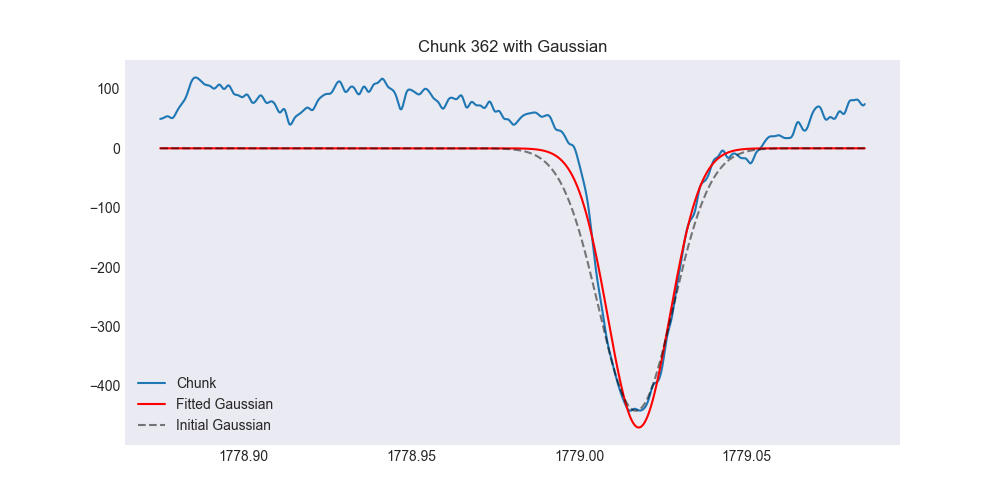 Chunk 362 with Gaussian
100
0
−100
−200
−300
−400
Chunk
Fitted Gaussian
Initial Gaussian
1778.90 1778.95 1779.00 1779.05